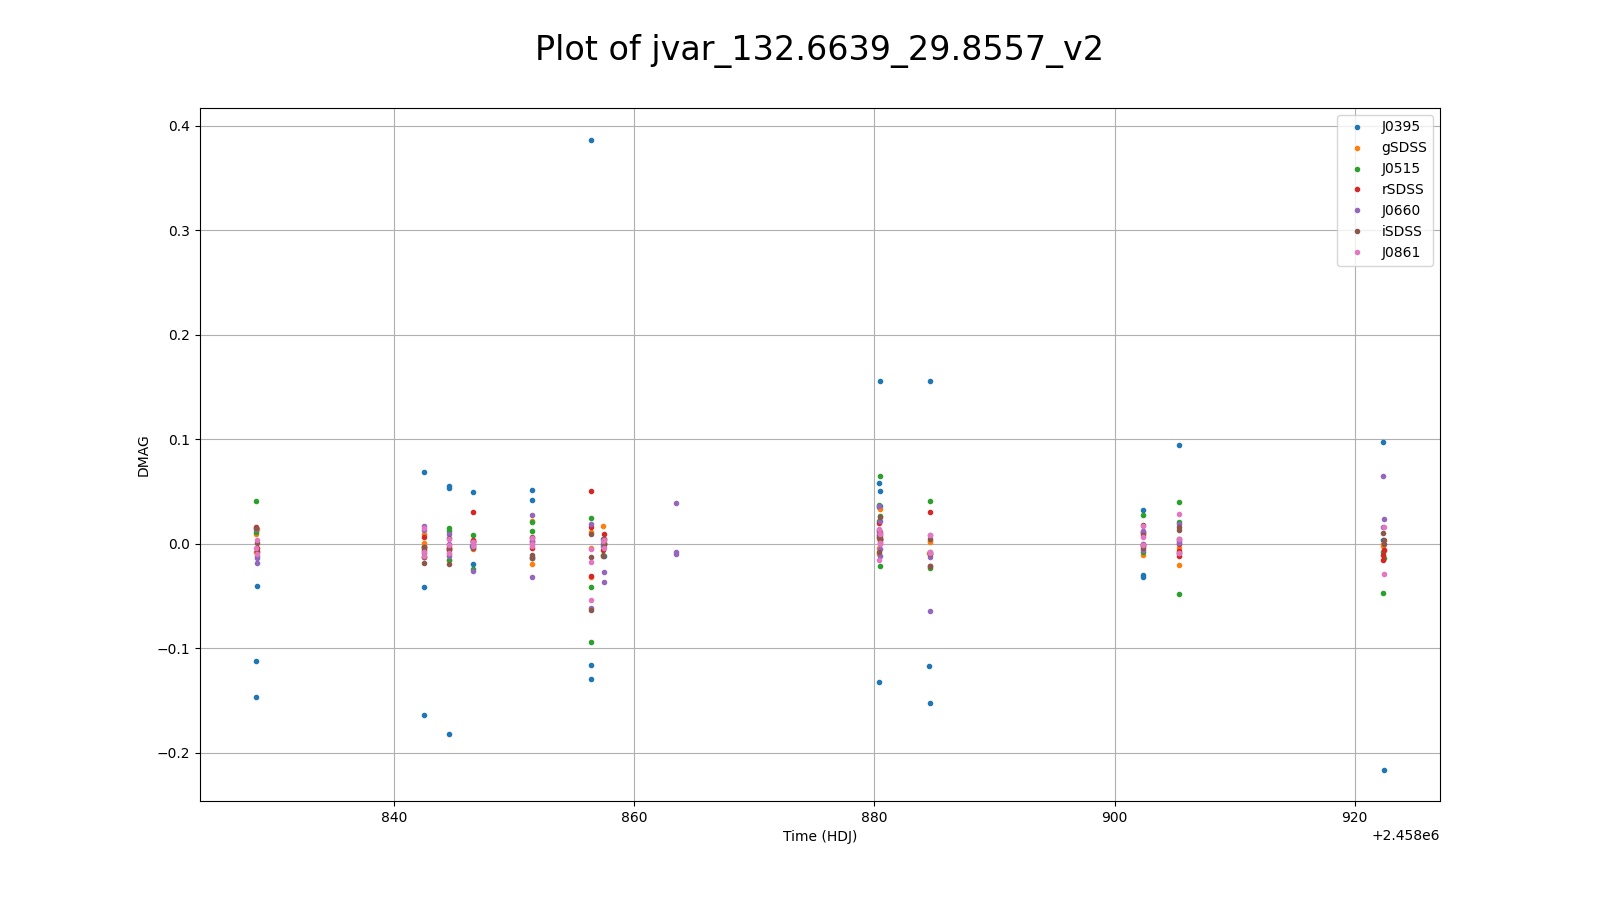 Plot of jvar_132.6639_29.8557_v2
0.4
0.3
0.2
0.1
0.0
−0.1
−0.2
DMAG
J0395
gSDSS
J0515
rSDSS
J0660
iSDSS
J0861
840
860
880
900
920
+2.458e6
Time (HDJ)